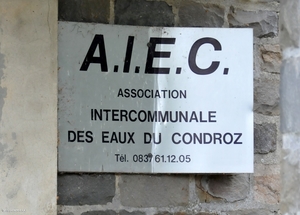 A.I.E.C.
ASSOCIATION
INTERCOMMUNALE
DES EAUX DU CONDROZ
Tél. 083/61.12.05